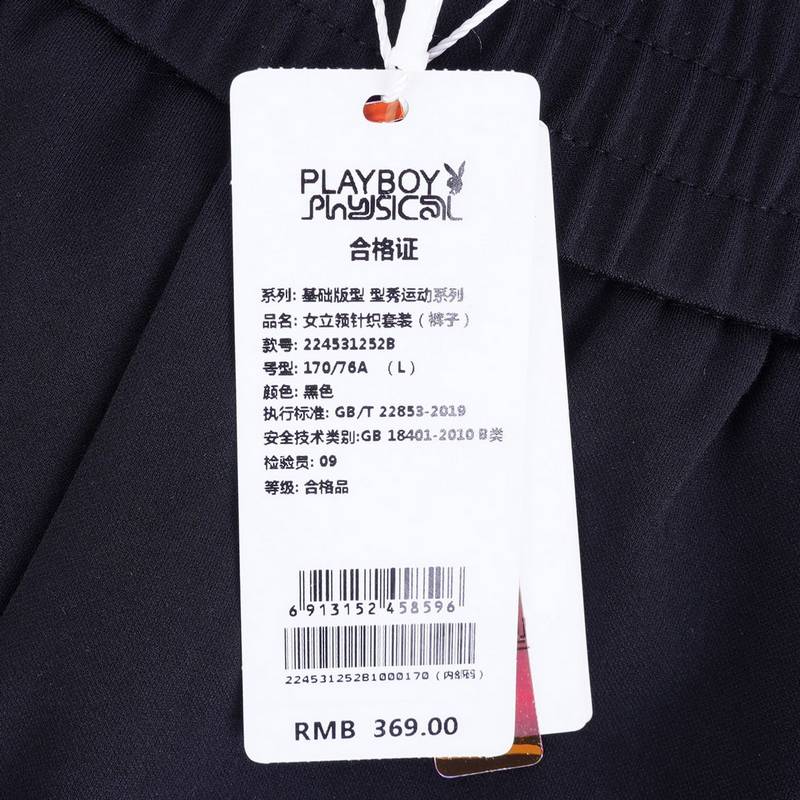 PLAYBOY
Physical
合格证
系列: 基础版型 型秀运动系列
品名: 女立领针织套装 (裤子)
款号: 224531252B
号型: 170/76A (L)
颜色: 黑色
执行标准: GB/T 22853-2019
安全技术类别:GB 18401-2010 B类
检验员: 09
等级: 合格品
6 913152 458596
224531252B1000170 (内部码)
RMB 369.00